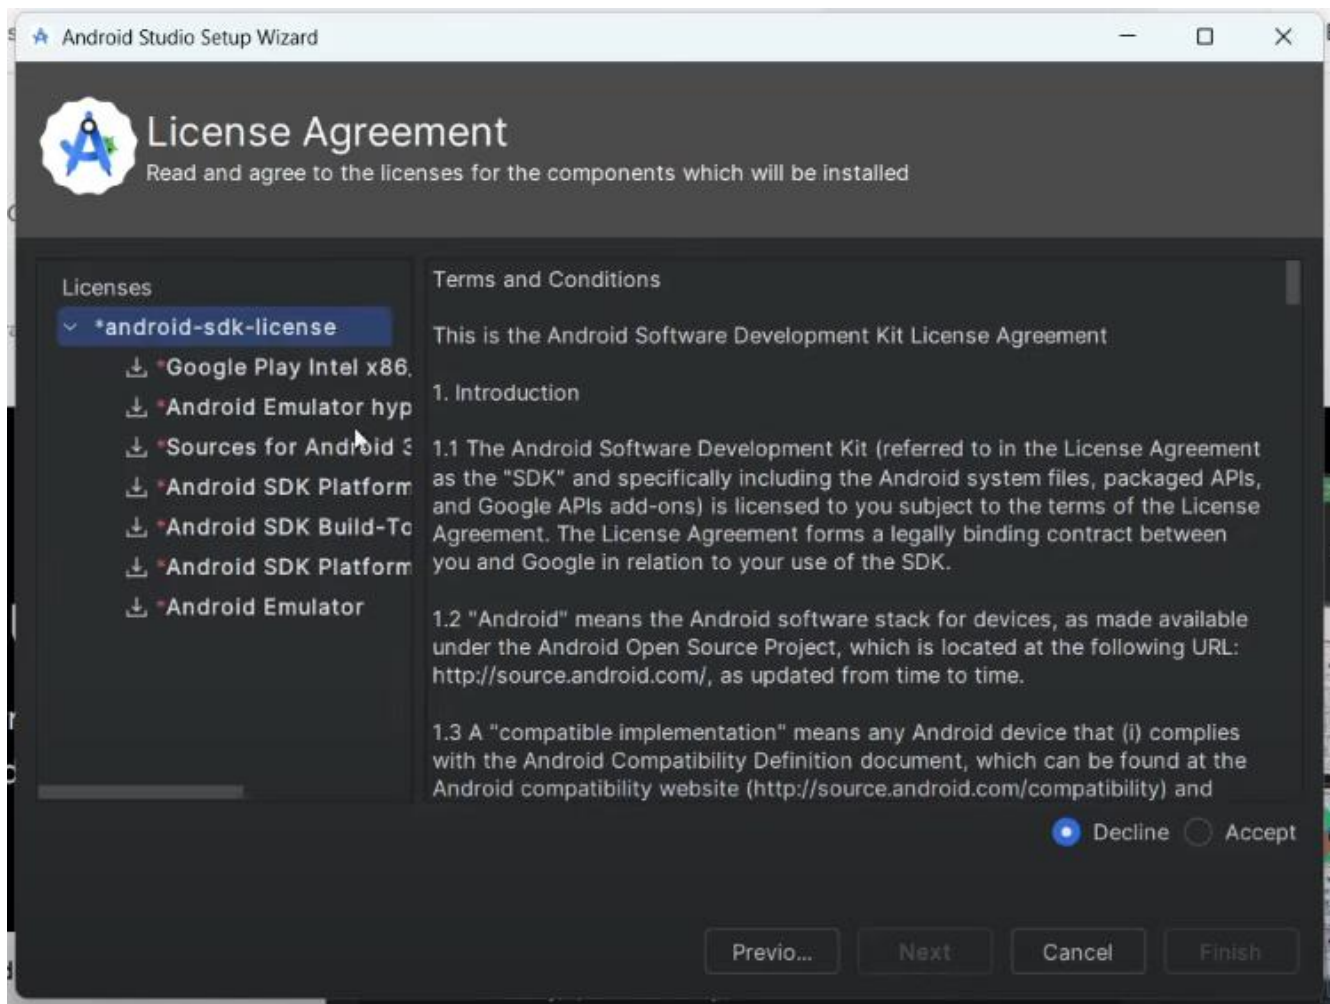 Android Studio Setup Wizard
License Agreement
Read and agree to the licenses for the components which will be installed
Licenses
*android-sdk-license
*Google Play Intel x86
*Android Emulator hyp
*Sources for Android 3
*Android SDK Platform
*Android SDK Build-To
*Android SDK Platform
*Android Emulator
Terms and Conditions
This is the Android Software Development Kit License Agreement
1. Introduction
1.1 The Android Software Development Kit (referred to in the License Agreement
as the "SDK" and specifically including the Android system files, packaged APIs,
and Google APIs add-ons) is licensed to you subject to the terms of the License
Agreement. The License Agreement forms a legally binding contract between
you and Google in relation to your use of the SDK.
1.2 "Android" means the Android software stack for devices, as made available
under the Android Open Source Project, which is located at the following URL:
http://source.android.com/, as updated from time to time.
1.3 A "compatible implementation" means any Android device that (i) complies
with the Android Compatibility Definition document, which can be found at the
Android compatibility website (http://source.android.com/compatibility) and
Decline Accept
Previo... Next Cancel Finish